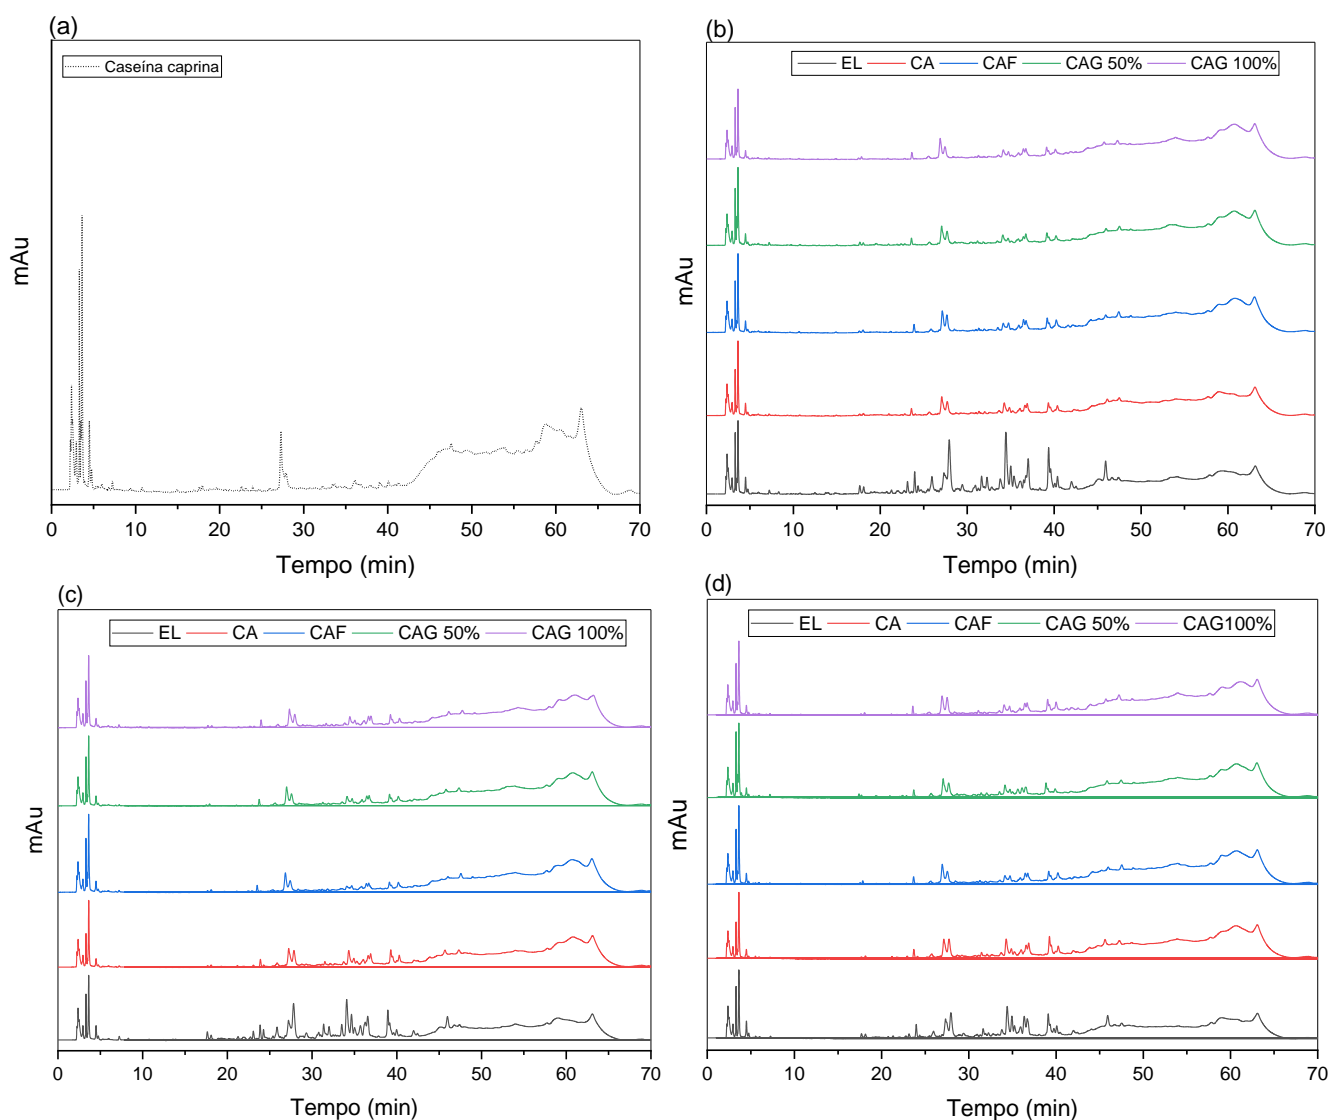 (a)
Caseína caprina
mAu
0 10 20 30 40 50 60 70
Tempo (min)
(b)
EL CA CAF CAG 50% CAG 100%
mAu
0 10 20 30 40 50 60 70
Tempo (min)
(c)
EL CA CAF CAG 50% CAG 100%
mAu
0 10 20 30 40 50 60 70
Tempo (min)
(d)
EL CA CAF CAG 50% CAG100%
mAu
0 10 20 30 40 50 60 70
Tempo (min)